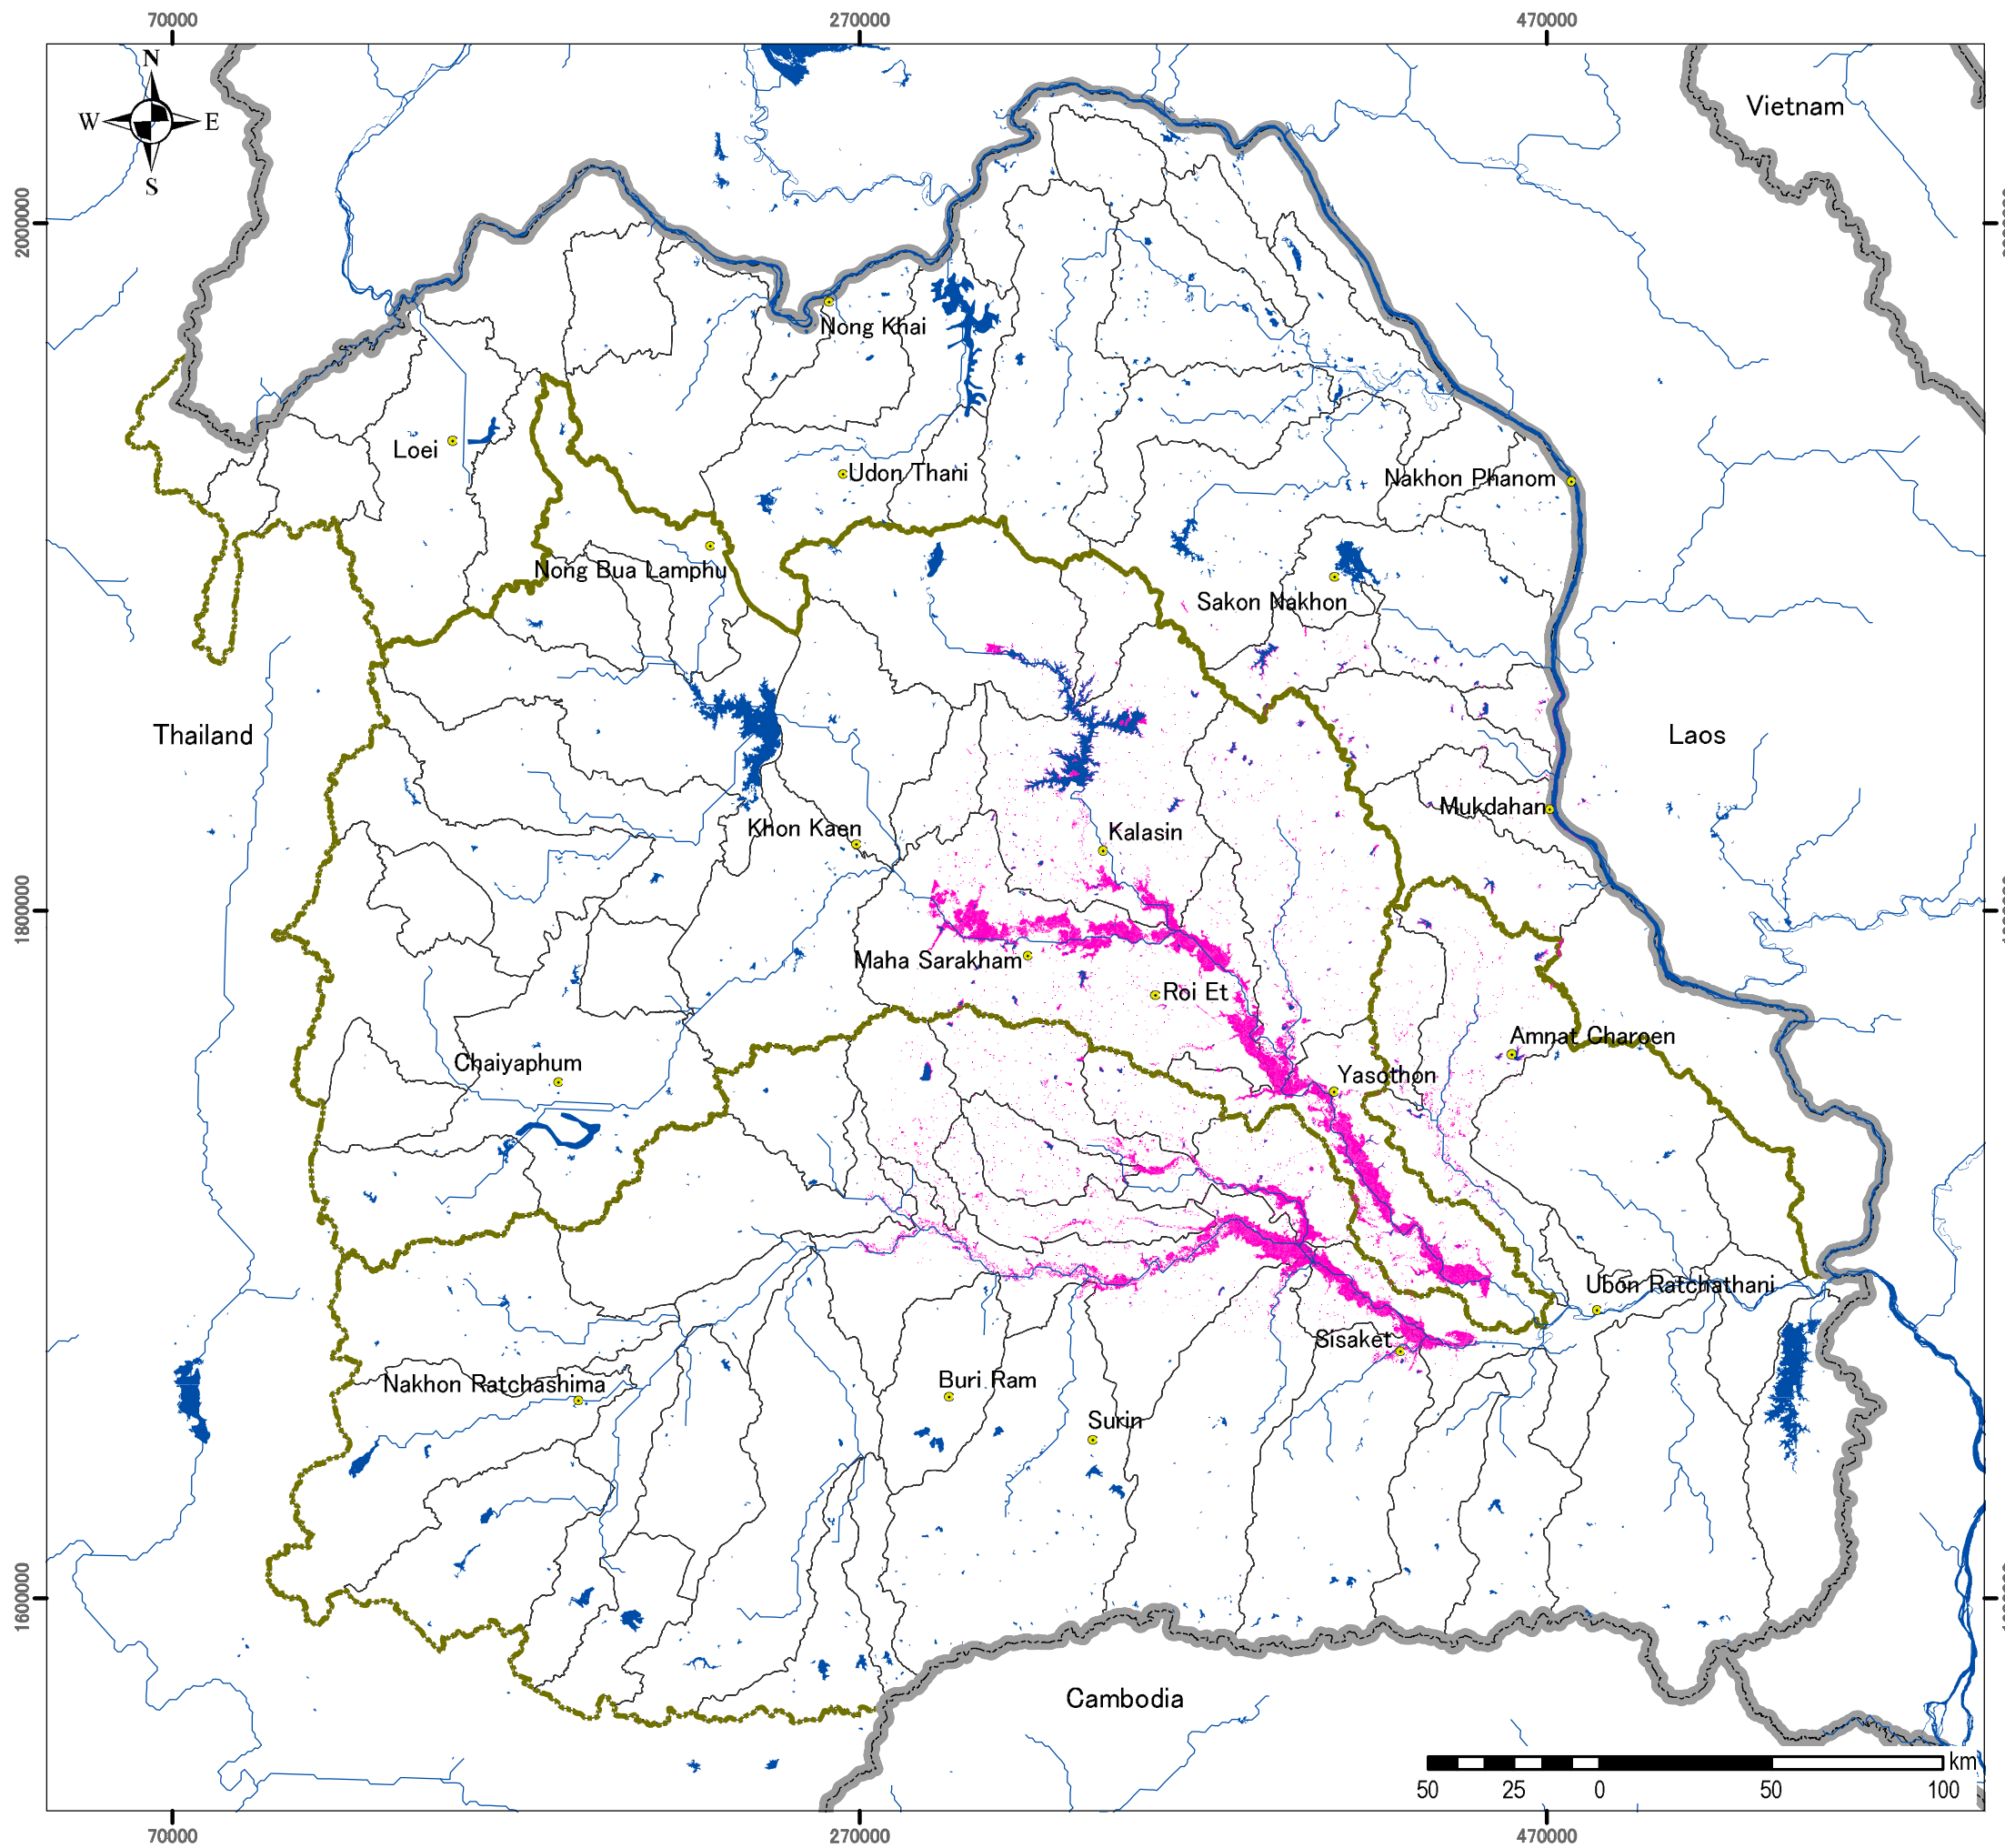 70000
270000
470000
N
W
E
S
Vietnam
2000000
Nong Khai
Loei
Udon Thani
Nakhon Phanom
Nong Bua Lamphu
Sakon Nakhon
Thailand
Laos
Mukdahan
Khon Kaen
Kalasin
1800000
Maha Sarakham
Roi Et
Amnat Charoen
Chaiyaphum
Yasothon
Ubon Ratchathani
Sisaket
Nakhon Ratchashima
Buri Ram
Surin
1600000
Cambodia
km
50
25
0
50
100
70000
270000
470000